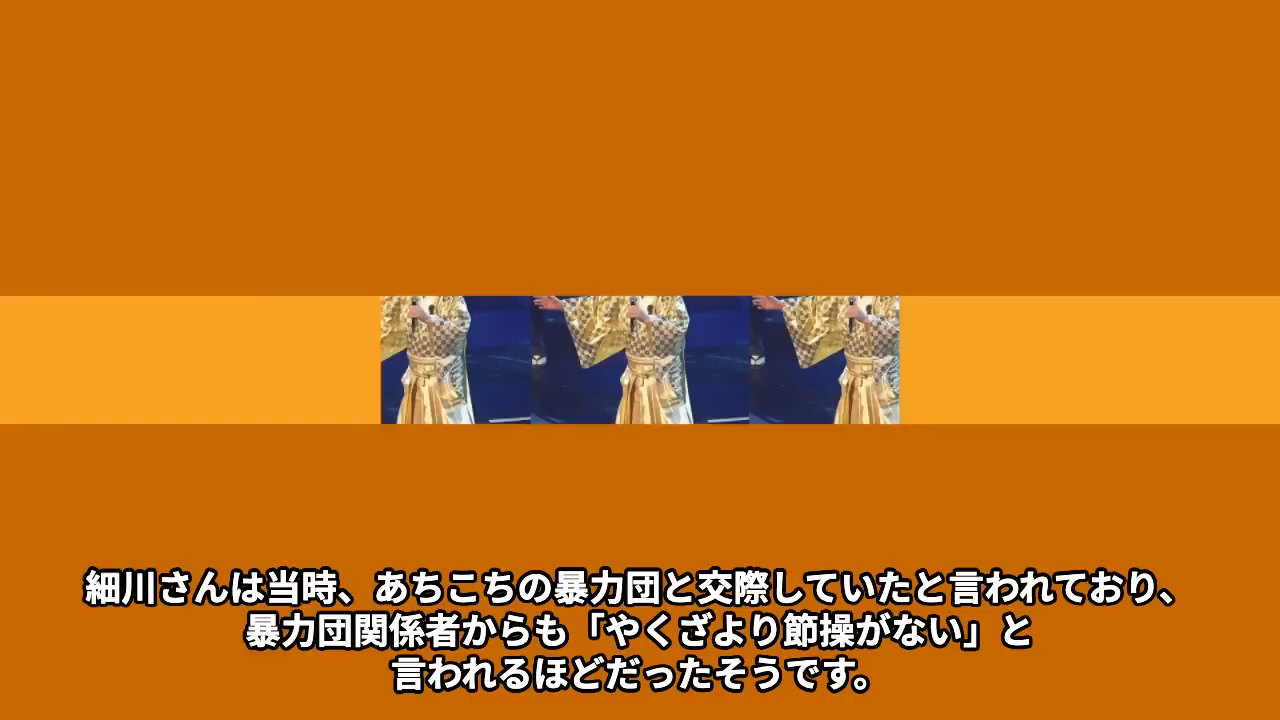 細川さんは当時、あちこちの暴力団と交際していたと言われており、
暴力団関係者からも「やくざより節操がない」と
言われるほどだったそうです。